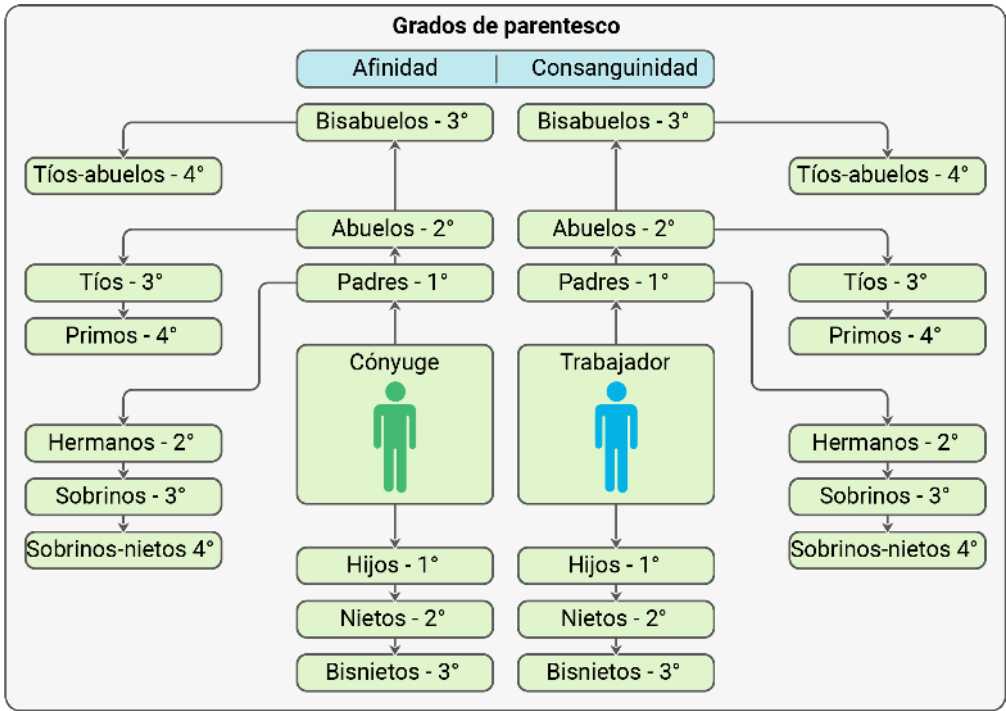 Grados de parentesco
Afinidad | Consanguinidad
Bisabuelos - 3° Bisabuelos - 3°
Tíos-abuelos - 4° Tíos-abuelos - 4°
Abuelos - 2° Abuelos - 2°
Tíos - 3° Padres - 1° Padres - 1° Tíos - 3°
Primos - 4° Primos - 4°
Cónyuge Trabajador
Hermanos - 2° Hermanos - 2°
Sobrinos - 3° Sobrinos - 3°
Sobrinos-nietos 4° Sobrinos-nietos 4°
Hijos - 1° Hijos - 1°
Nietos - 2° Nietos - 2°
Bisnietos - 3° Bisnietos - 3°